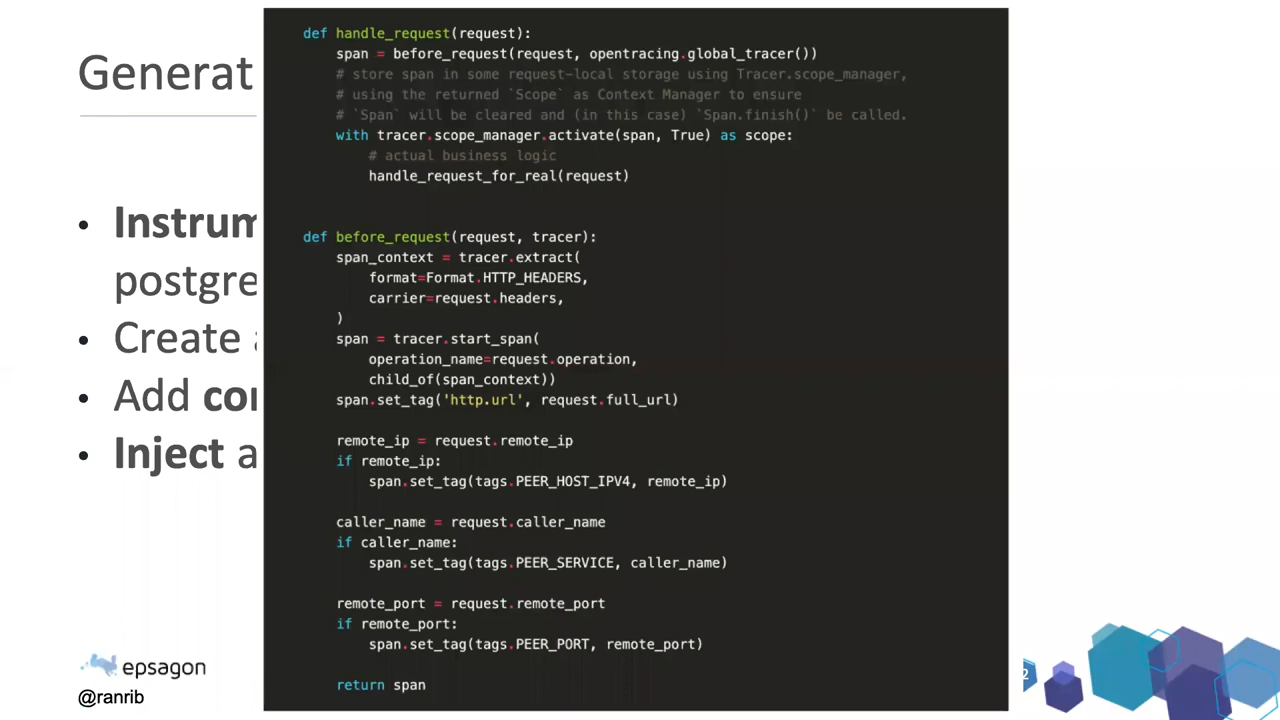 Generat
Instrum
postgre
Create
Add cor
Inject a
def handle_request(request):
span = before_request(request, opentracing.global_tracer())
# store span in some request-local storage using Tracer.scope_manager,
# using the returned `Scope` as Context Manager to ensure
# `Span` will be cleared and (in this case) `Span.finish()` be called.
with tracer.scope_manager.activate(span, True) as scope:
# actual business logic
handle_request_for_real(request)
def before_request(request, tracer):
span_context = tracer.extract(
format=Format.HTTP_HEADERS,
carrier=request.headers,
)
span = tracer.start_span(
operation_name=request.operation,
child_of(span_context))
span.set_tag('http.url', request.full_url)
remote_ip = request.remote_ip
if remote_ip:
span.set_tag(tags.PEER_HOST_IPV4, remote_ip)
caller_name = request.caller_name
if caller_name:
span.set_tag(tags.PEER_SERVICE, caller_name)
remote_port = request.remote_port
if remote_port:
span.set_tag(tags.PEER_PORT, remote_port)
return span
epsagon
@ranrib
2